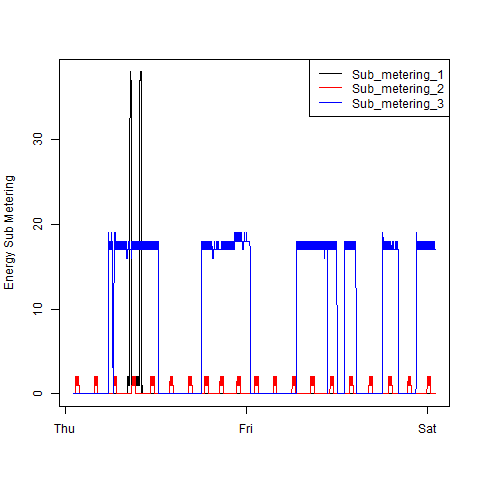 Sub_metering_1
Sub_metering_2
Sub_metering_3
Energy Sub Metering
30
20
10
0
Thu
Fri
Sat